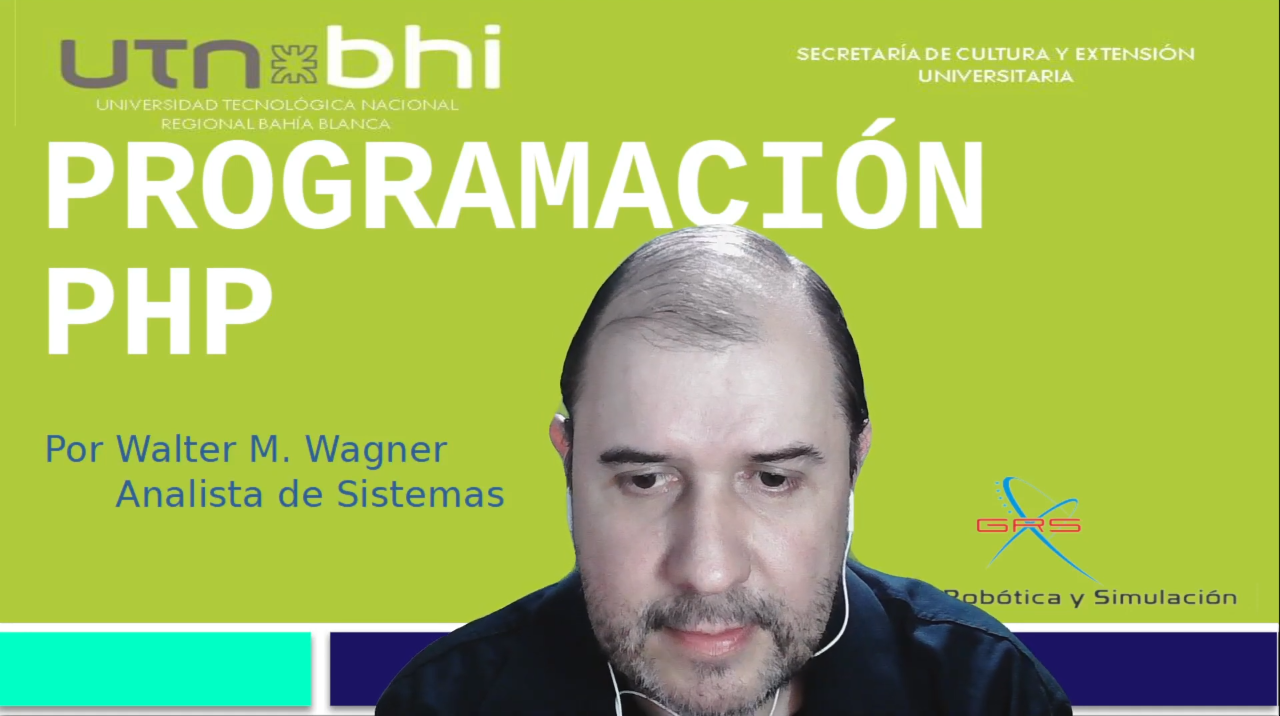 utn bhi
SECRETARÍA DE CULTURA Y EXTENSIÓN
UNIVERSITARIA
UNIVERSIDAD TECNOLÓGICA NACIONAL
REGIONAL BAHÍA BLANCA
PROGRAMACIÓN
PHP
Por Walter M. Wagner
Analista de Sistemas
GRS
Robótica y Simulación